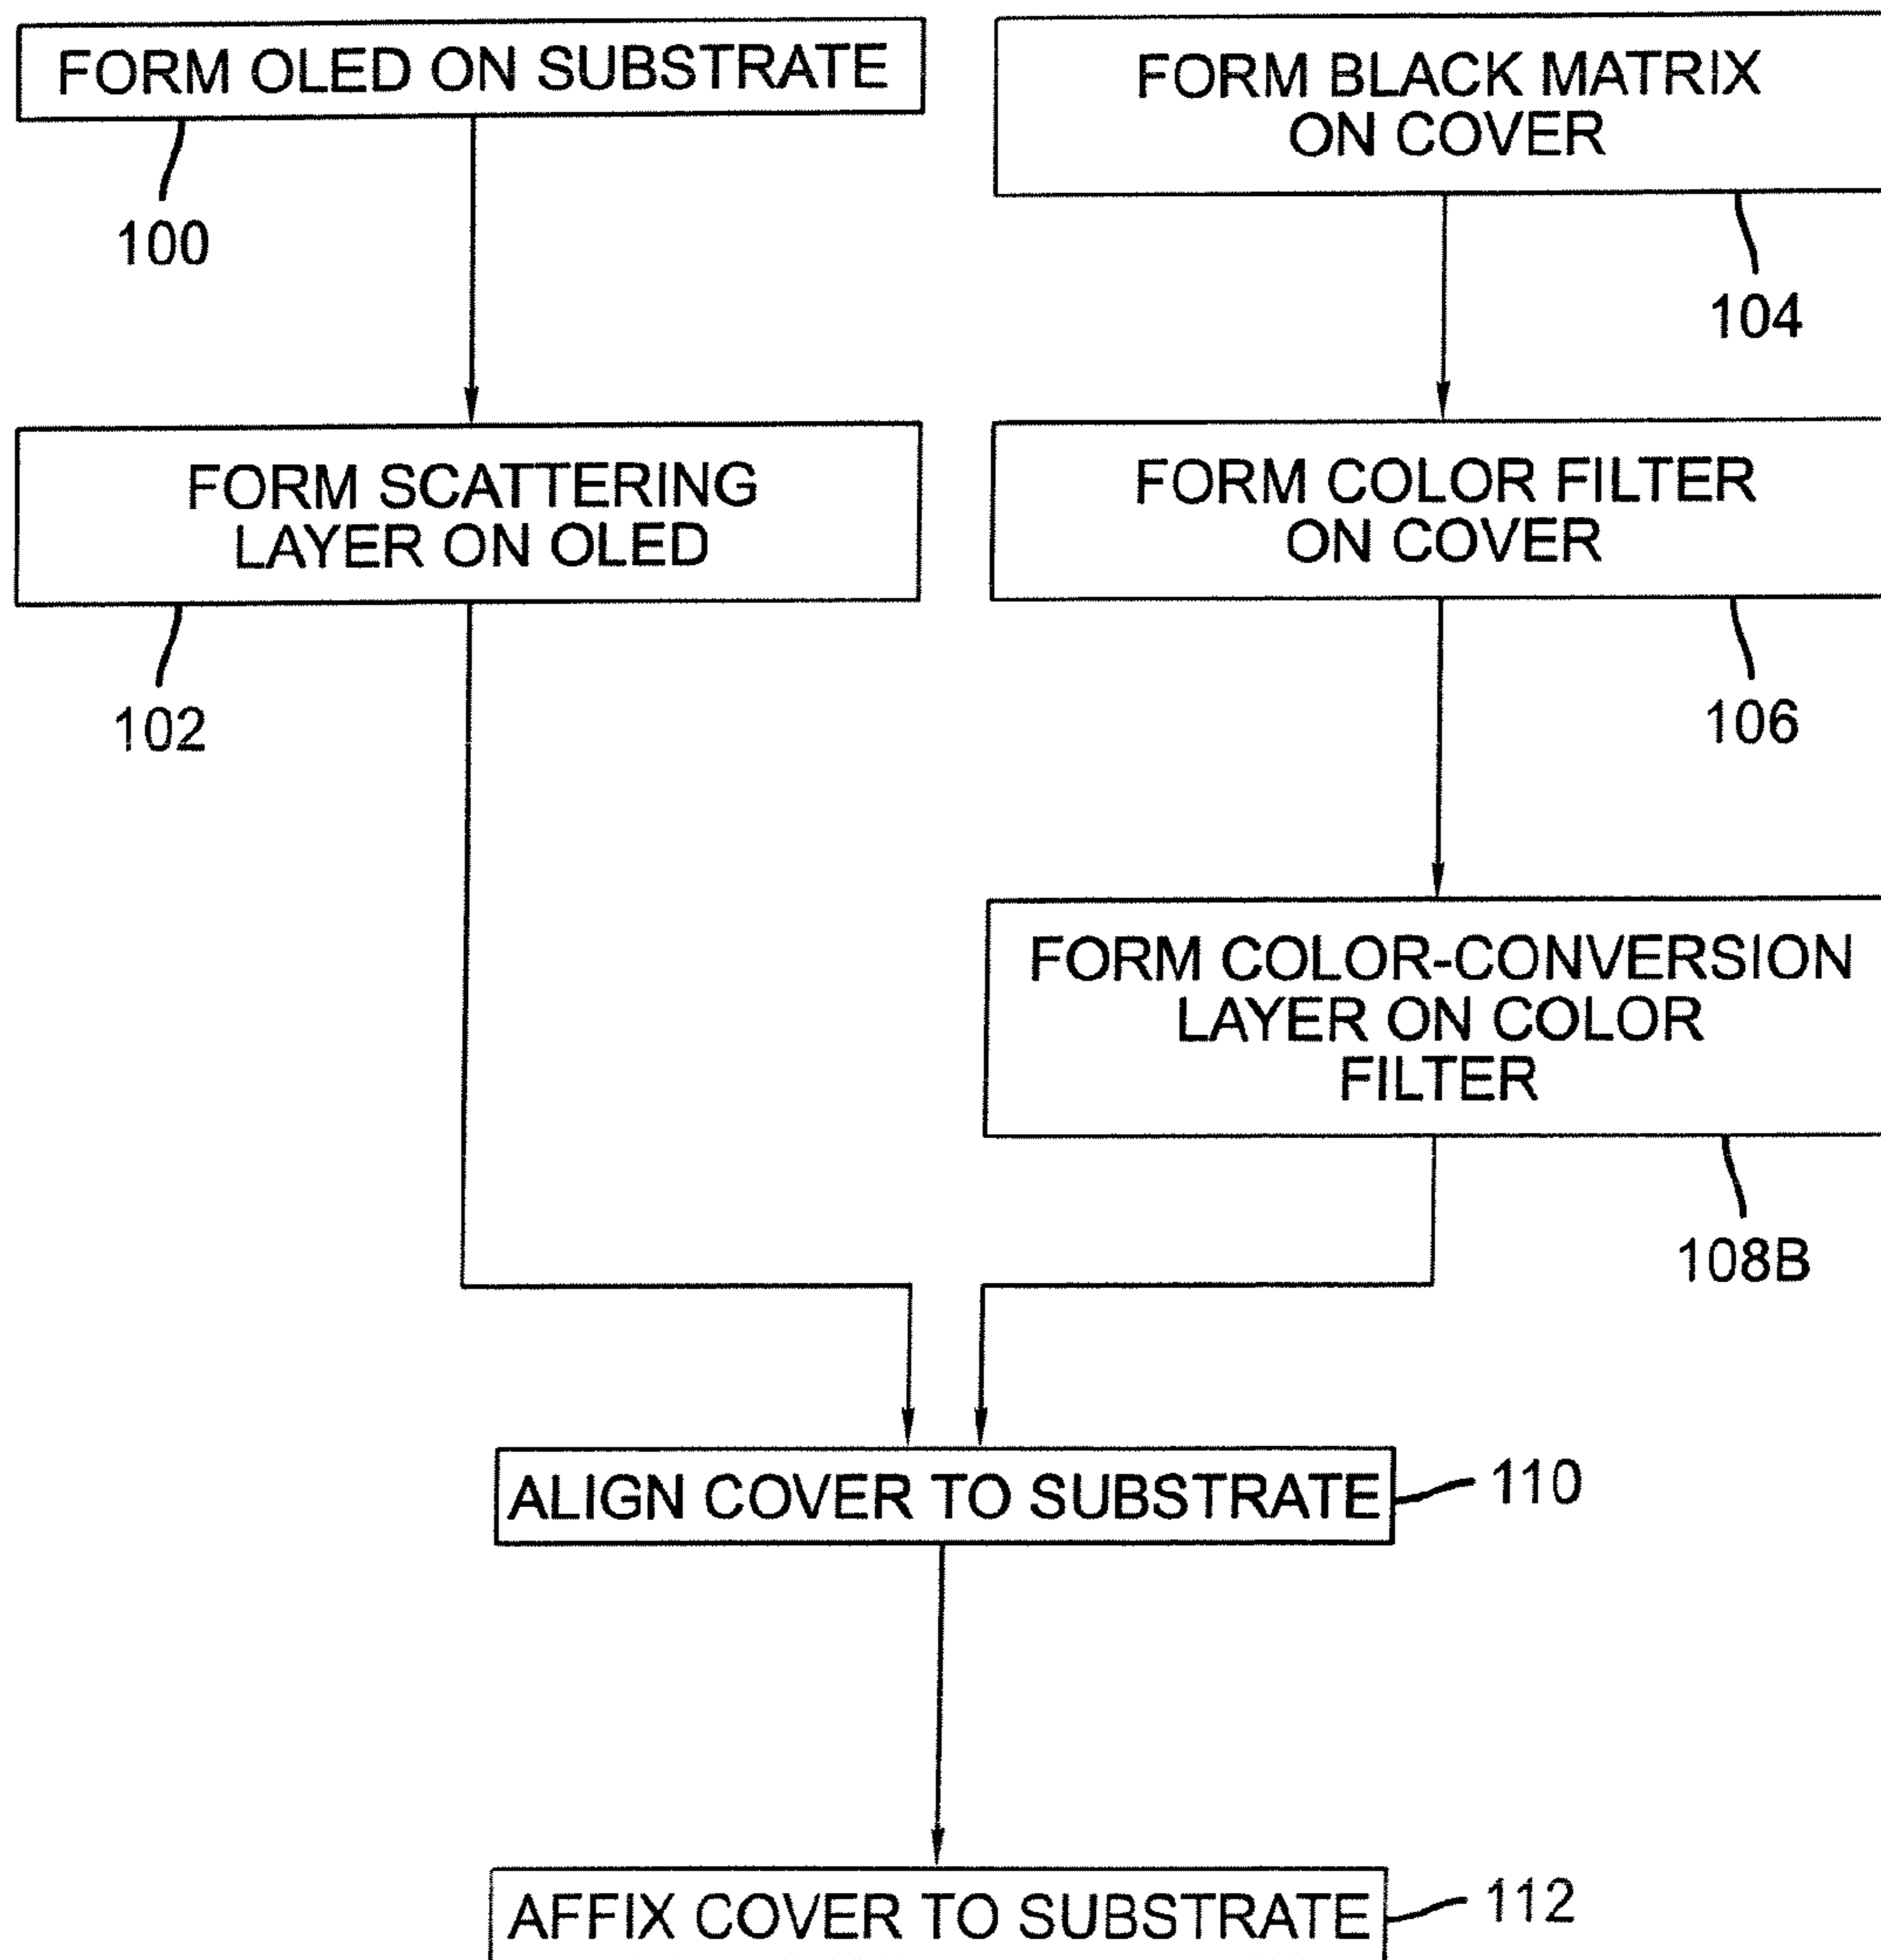 FORM OLED ON SUBSTRATE
100
FORM SCATTERING
LAYER ON OLED
102
FORM BLACK MATRIX
ON COVER
104
FORM COLOR FILTER
ON COVER
106
FORM COLOR-CONVERSION
LAYER ON COLOR
FILTER
108B
ALIGN COVER TO SUBSTRATE
110
AFFIX COVER TO SUBSTRATE
112